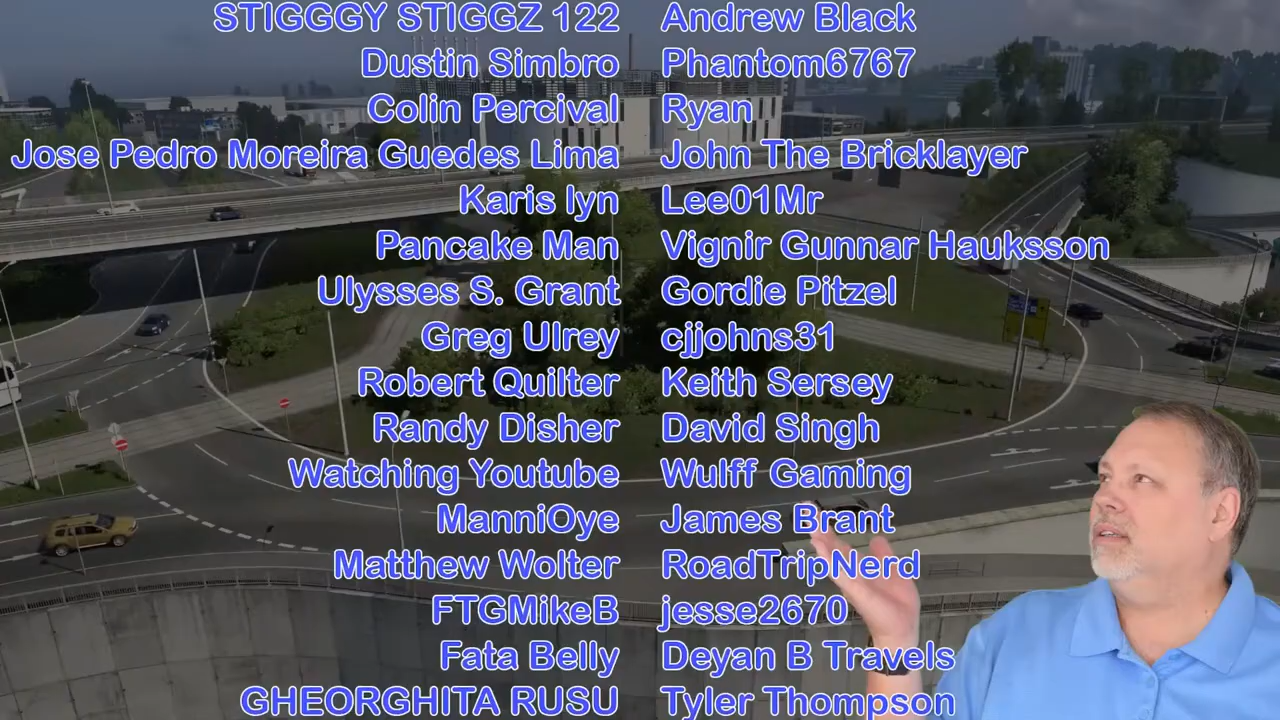 STIGGGY STIGGZ 122 Andrew Black
Dustin Simbro Phantom6767
Colin Percival Ryan
Jose Pedro Moreira Guedes Lima John The Bricklayer
Karis lyn Lee01Mr
Pancake Man Vignir Gunnar Hauksson
Ulysses S. Grant Gordie Pitzel
Greg Ulrey cjjohns31
Robert Quilter Keith Sersey
Randy Disher David Singh
Watching Youtube Wulff Gaming
ManniOye James Brant
Matthew Wolter RoadTripNerd
FTGMikeB jesse2670
Fata Belly Deyan B Travels
GHEORGHITA RUSU Tyler Thompson